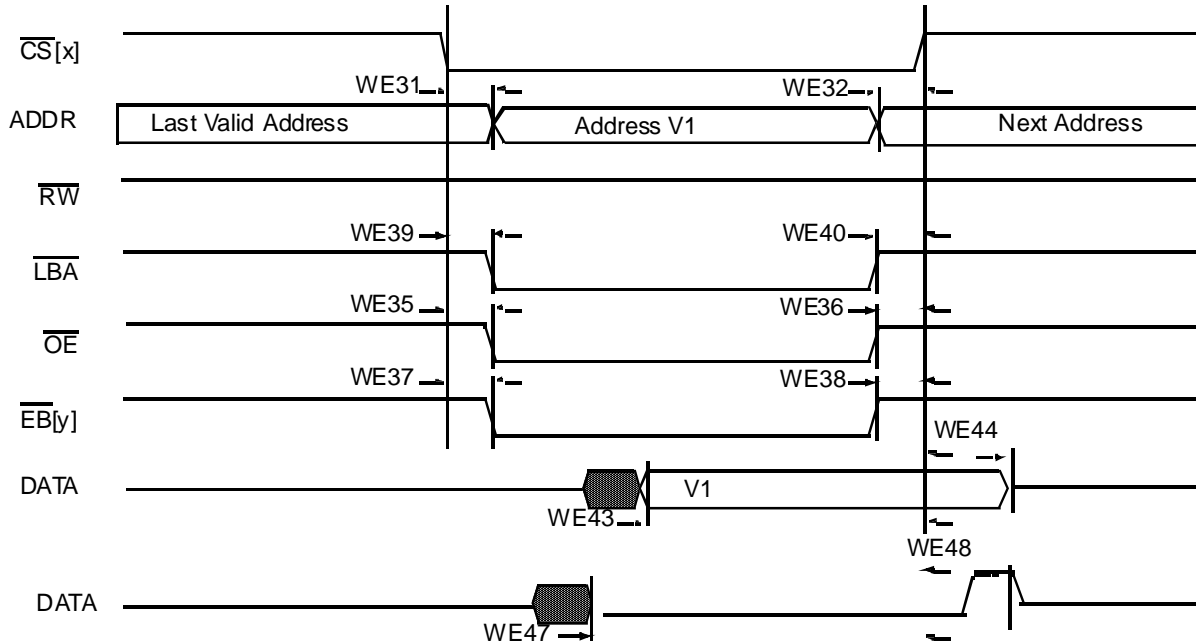 CS[x]
WE31
WE32
ADDR
Last Valid Address
Address V1
Next Address
RW
WE39
WE40
LBA
WE35
WE36
OE
WE37
WE38
EB[y]
WE44
DATA
V1
WE43
WE48
DATA
WE47